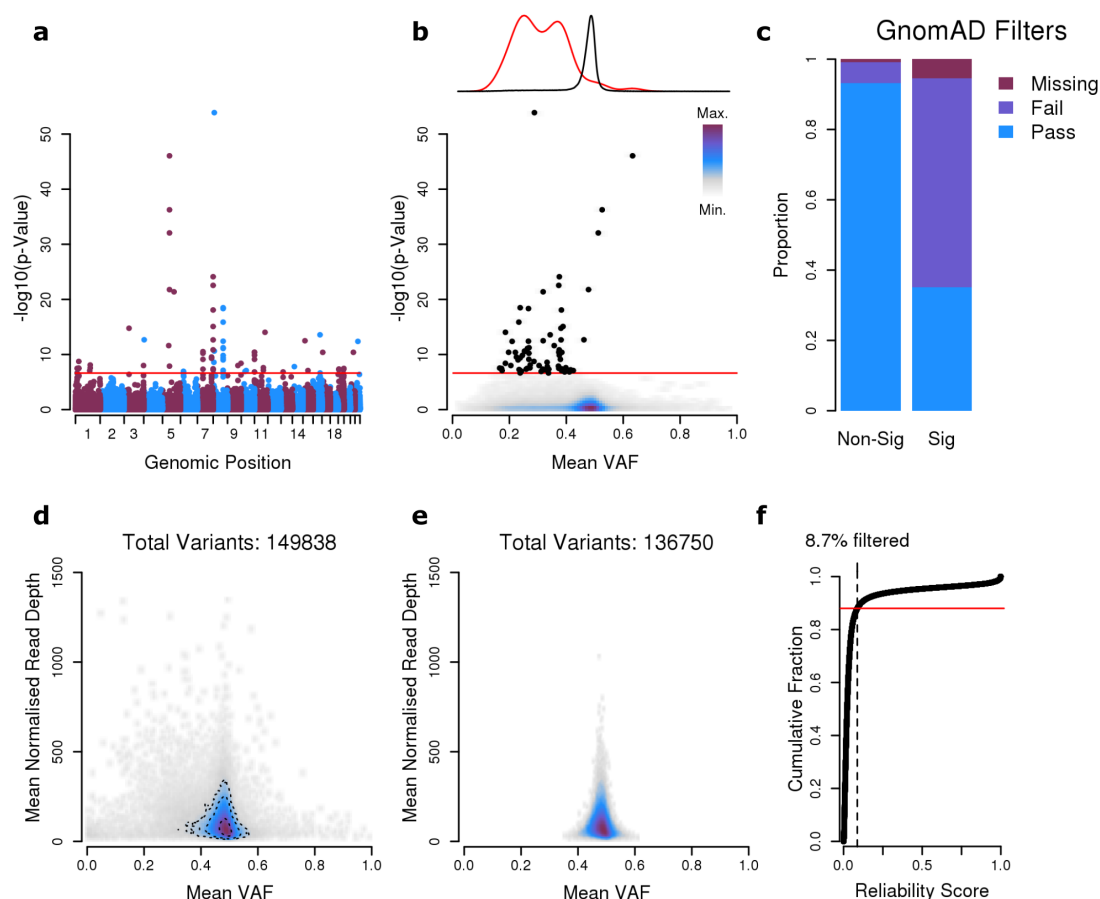 a
50
40
30
20
10
0
-log10(p-Value)
1 2 3 5 7 9 11 14 18
Genomic Position
b
Max.
Min.
50
40
30
20
10
0
-log10(p-Value)
0.0 0.2 0.4 0.6 0.8 1.0
Mean VAF
c
GnomAD Filters
1
0.8
0.6
0.4
0.2
0
Proportion
Non-Sig Sig
Missing
Fail
Pass
d
Total Variants: 149838
1500
1000
500
0
Mean Normalised Read Depth
0.0 0.2 0.4 0.6 0.8 1.0
Mean VAF
e
Total Variants: 136750
1500
1000
500
0
Mean Normalised Read Depth
0.0 0.2 0.4 0.6 0.8 1.0
Mean VAF
f
8.7% filtered
1.0
0.8
0.6
0.4
0.2
0.0
Cumulative Fraction
0.0 0.5 1.0
Reliability Score